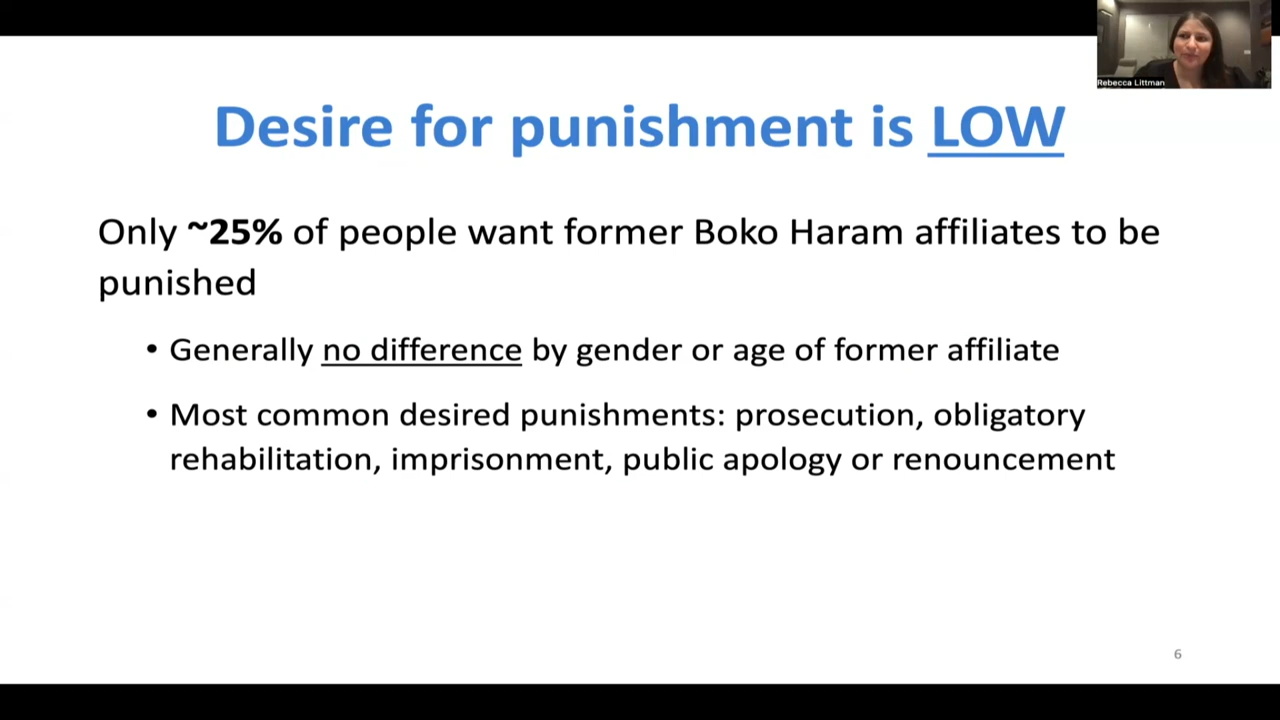 Rebecca Littman
Desire for punishment is LOW
Only ~25% of people want former Boko Haram affiliates to be
punished
• Generally no difference by gender or age of former affiliate
• Most common desired punishments: prosecution, obligatory
rehabilitation, imprisonment, public apology or renouncement
6